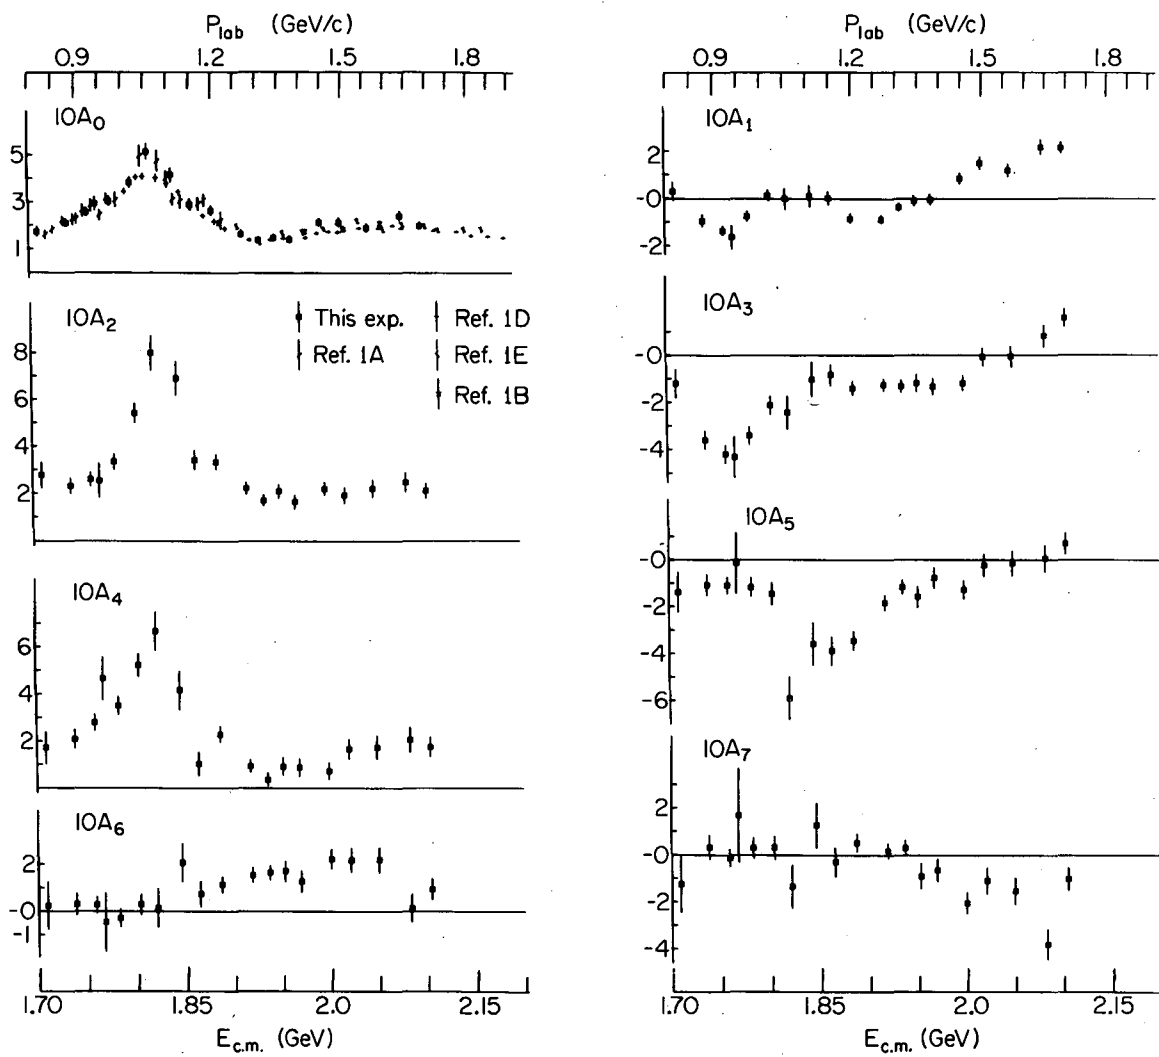 P_lab (GeV/c)
0.9 1.2 1.5 1.8
10A_0
5
3
1
10A_2
This exp. Ref. 1D
Ref. 1A Ref. 1E
Ref. 1B
8
6
4
2
10A_4
6
4
2
10A_6
2
-0
-1
1.70 1.85 2.0 2.15
E_c.m. (GeV)
P_lab (GeV/c)
0.9 1.2 1.5 1.8
10A_1
2
-0
-2
10A_3
-0
-2
-4
10A_5
-0
-2
-4
-6
10A_7
2
-0
-2
-4
1.70 1.85 2.0 2.15
E_c.m. (GeV)